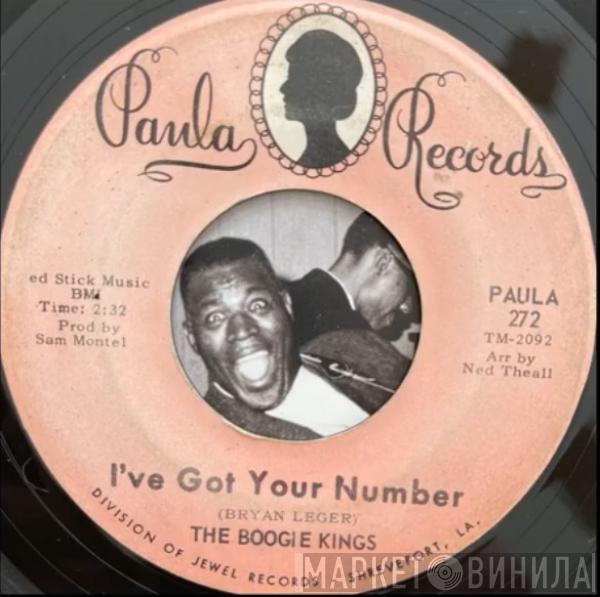 Paula Records
ed Stick Music
BMI
Time: 2:32
Prod by
Sam Montel
PAULA
272
TM-2092
Arr by
Ned Theall
I've Got Your Number
(BRYAN LEGER)
THE BOOGIE KINGS
DIVISION OF JEWEL RECORDS SHREVEPORT, LA.
МАРКЕТ ВИНИЛА